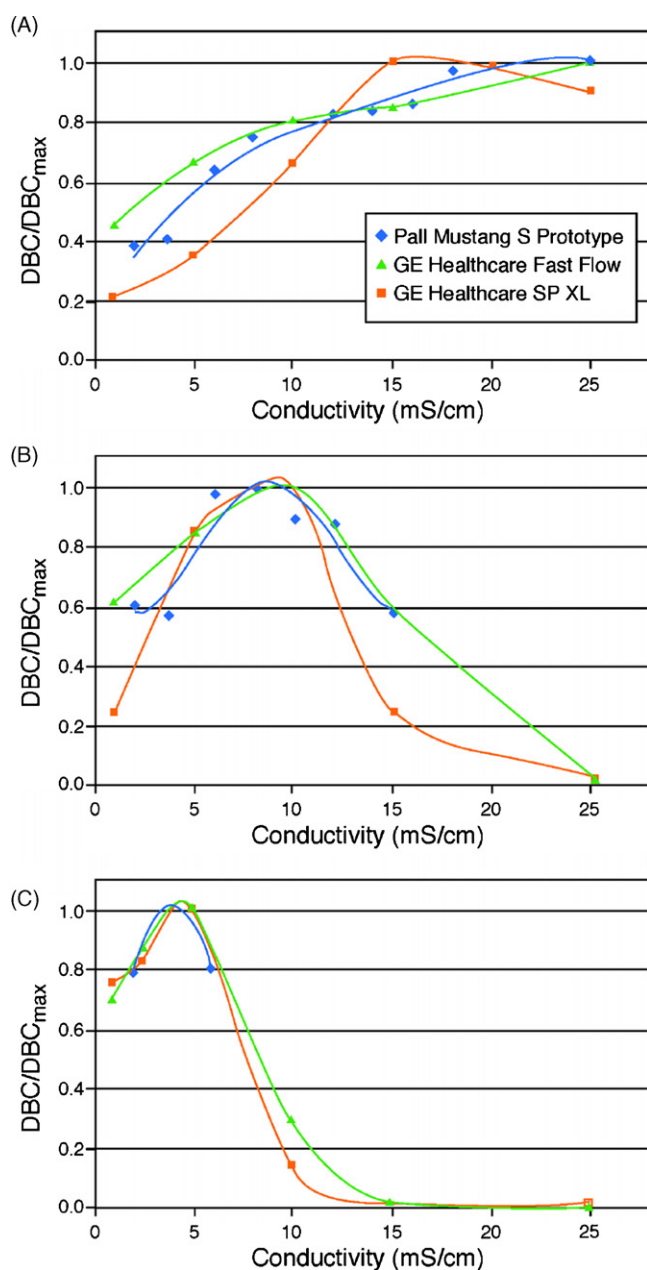 (A)
DBC/DBCmax
1.0
0.8
0.6
0.4
0.2
0.0
Pall Mustang S Prototype
GE Healthcare Fast Flow
GE Healthcare SP XL
0 5 10 15 20 25
Conductivity (mS/cm)
(B)
DBC/DBCmax
1.0
0.8
0.6
0.4
0.2
0.0
0 5 10 15 20 25
Conductivity (mS/cm)
(C)
DBC/DBCmax
1.0
0.8
0.6
0.4
0.2
0.0
0 5 10 15 20 25
Conductivity (mS/cm)